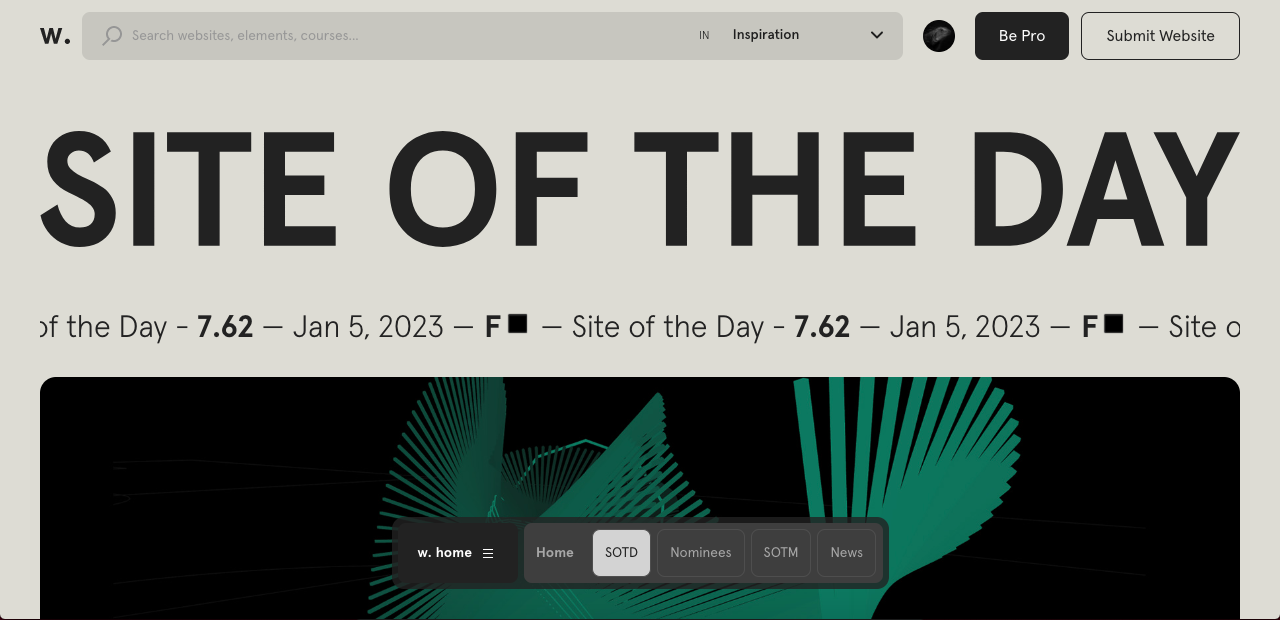 w.
Search websites, elements, courses...
IN
Inspiration
Be Pro
Submit Website
SITE OF THE DAY
of the Day - 7.62 — Jan 5, 2023 — F — Site of the Day - 7.62 — Jan 5, 2023 — F — Site o
w. home
Home
SOTD
Nominees
SOTM
News